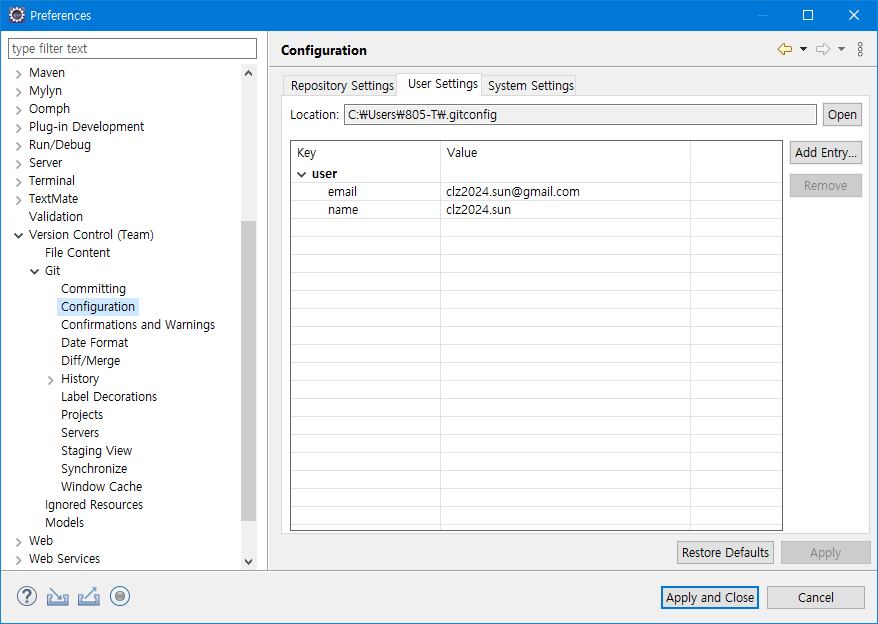 Preferences
type filter text
Maven
Mylyn
Oomph
Plug-in Development
Run/Debug
Server
Terminal
TextMate
Validation
Version Control (Team)
File Content
Git
Committing
Configuration
Confirmations and Warnings
Date Format
Diff/Merge
History
Label Decorations
Projects
Servers
Staging View
Synchronize
Window Cache
Ignored Resources
Models
Web
Web Services
Configuration
Repository Settings User Settings System Settings
Location: C:₩Users₩805-T₩.gitconfig Open
Key Value Add Entry...
user
email clz2024.sun@gmail.com Remove
name clz2024.sun
Restore Defaults Apply
? Apply and Close Cancel